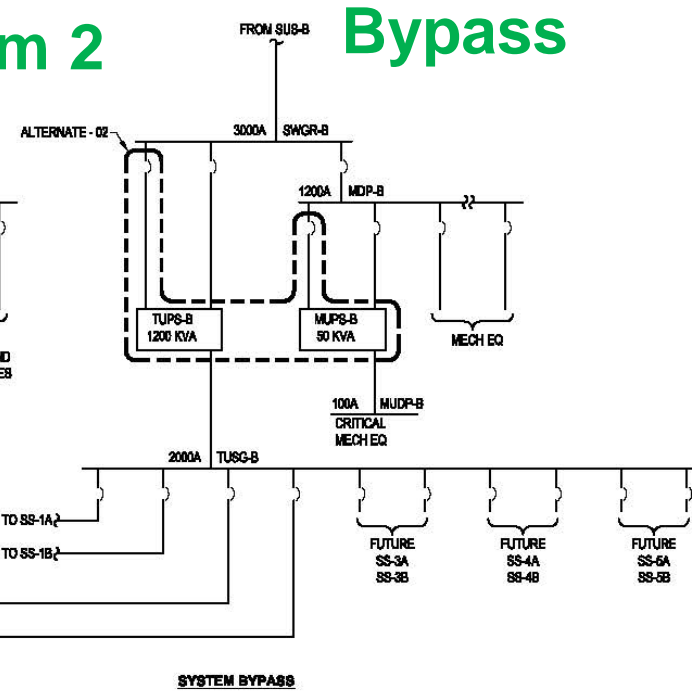 m 2
Bypass
FROM SUS-B
ALTERNATE - 02
3000A SWGR-B
1200A MDP-B
TUPS-B
1200 KVA
MUPS-B
50 KVA
MECH EQ
ND
ES
100A MUDP-B
CRITICAL
MECH EQ
2000A TUSG-B
TO SS-1A
TO SS-1B
FUTURE
SS-3A
SS-3B
FUTURE
SS-4A
SS-4B
FUTURE
SS-5A
SS-5B
SYSTEM BYPASS